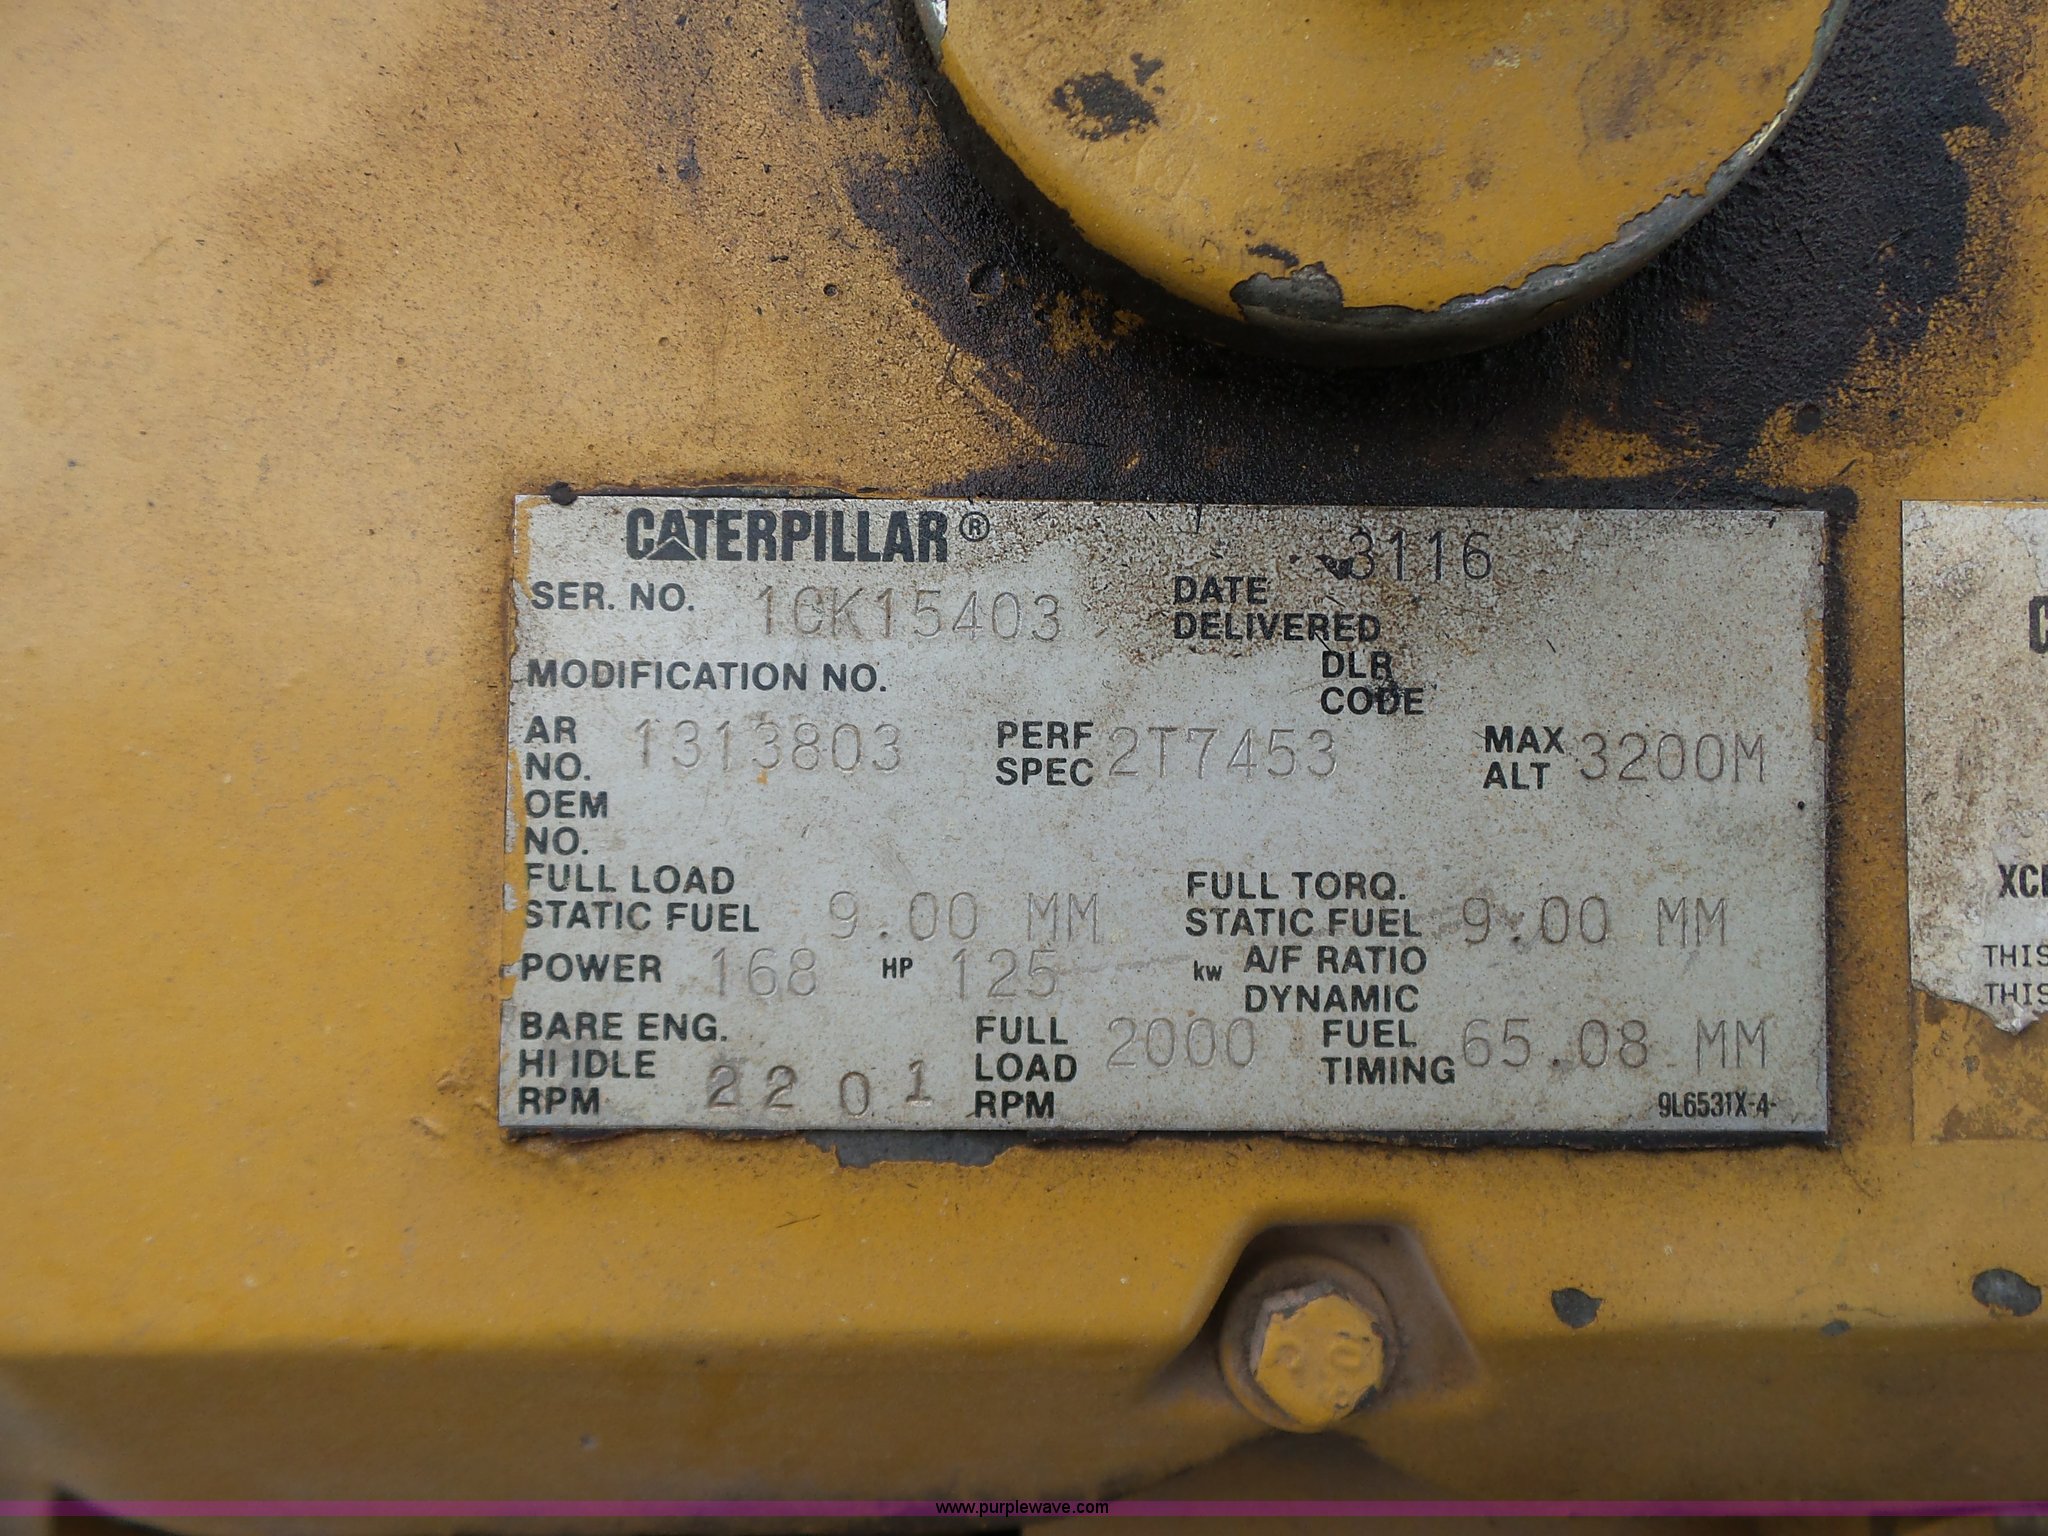 CATERPILLAR® 3116
SER. NO. 1CK15403 DATE DELIVERED
MODIFICATION NO. DLR CODE
AR NO. 1313803 PERF SPEC 2T7453 MAX ALT 3200M
OEM NO.
FULL LOAD STATIC FUEL 9.00 MM FULL TORQ. STATIC FUEL 9.00 MM
POWER 168 HP 125 kw A/F RATIO DYNAMIC
BARE ENG. HI IDLE RPM 2201 FULL LOAD RPM 2000 FUEL TIMING 65.08 MM
9L6531X-4-
THIS
THIS
www.purplewave.com